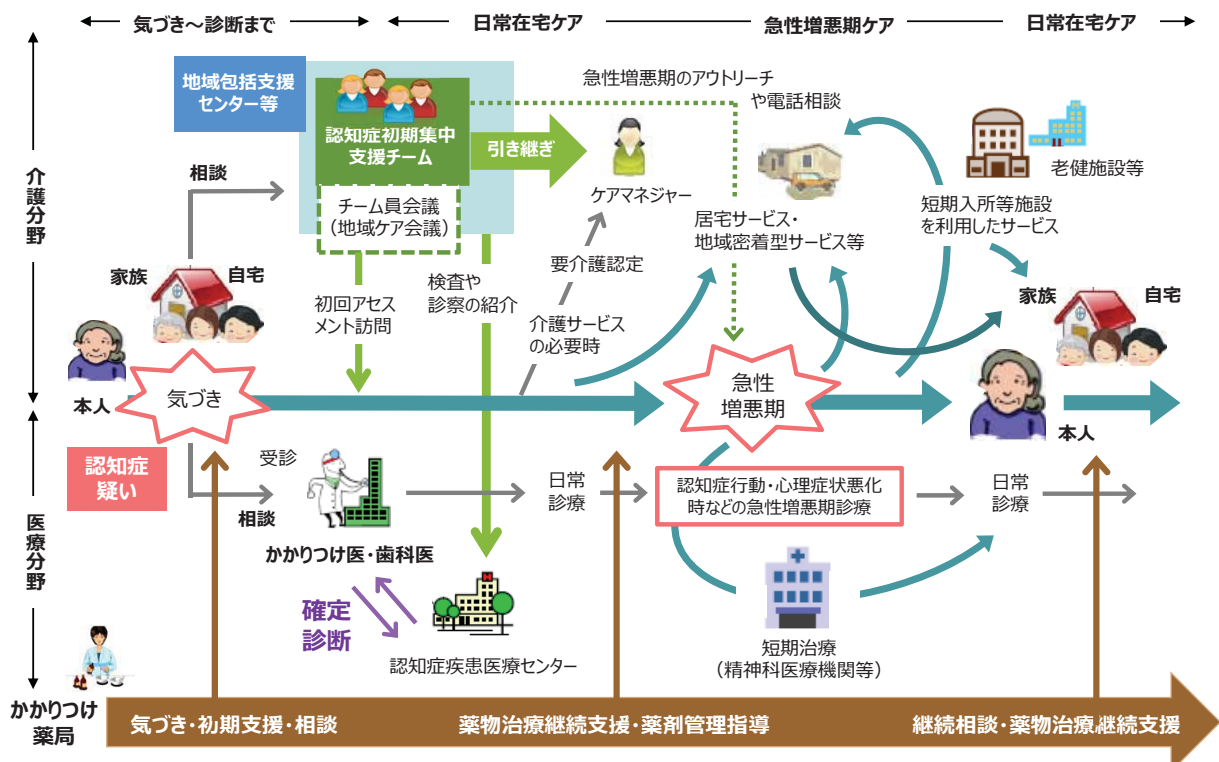 気づき～診断まで
日常在宅ケア
急性増悪期ケア
日常在宅ケア
介護分野
医療分野
地域包括支援
センター等
認知症初期集中
支援チーム
チーム員会議
（地域ケア会議）
引き継ぎ
急性増悪期のアウトリーチ
や電話相談
ケアマネジャー
老健施設等
相談
居宅サービス・
地域密着型サービス等
短期入所等施設
を利用したサービス
家族
自宅
初回アセス
メント訪問
検査や
診察の紹介
要介護認定
介護サービス
の必要時
家族
自宅
本人
気づき
急性
増悪期
本人
認知症
疑い
受診
相談
かかりつけ医・歯科医
日常
診療
認知症行動・心理症状悪化
時などの急性増悪期診療
日常
診療
確定
診断
認知症疾患医療センター
短期治療
（精神科医療機関等）
かかりつけ
薬局
気づき・初期支援・相談
薬物治療継続支援・薬剤管理指導
継続相談・薬物治療継続支援
H